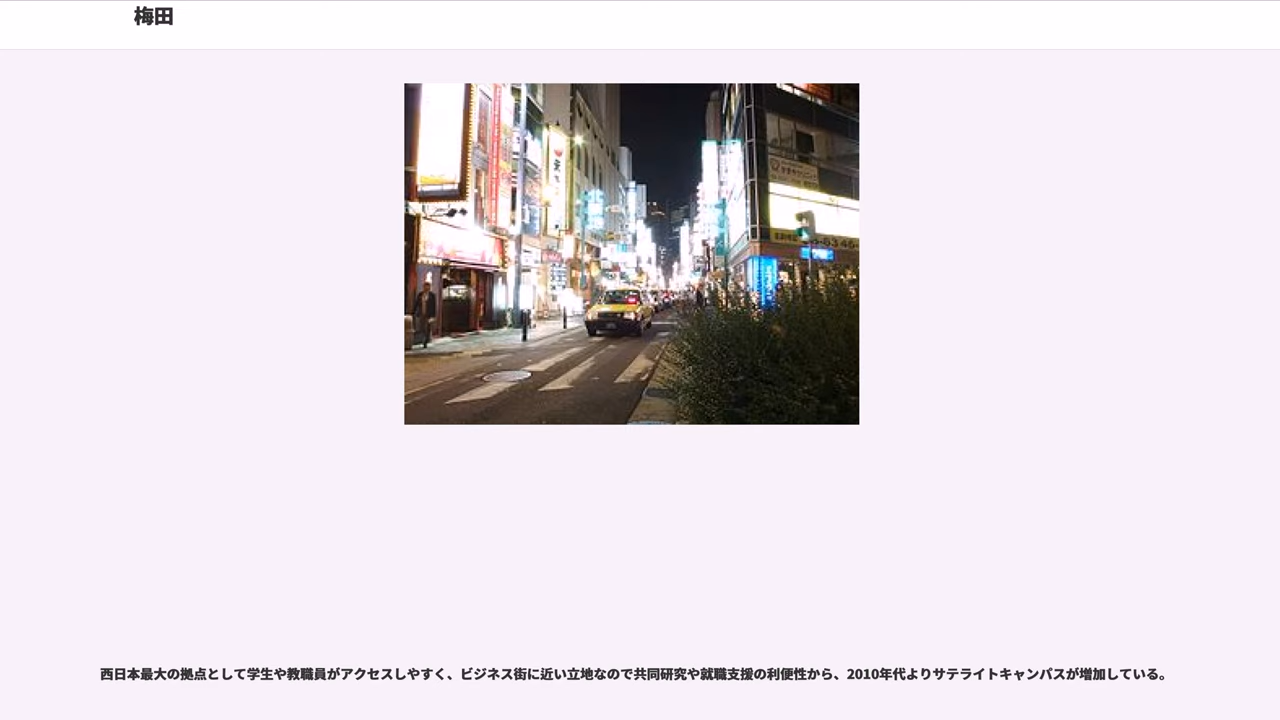 梅田
西日本最大の拠点として学生や教職員がアクセスしやすく、ビジネス街に近い立地なので共同研究や就職支援の利便性から、2010年代よりサテライトキャンパスが増加している。